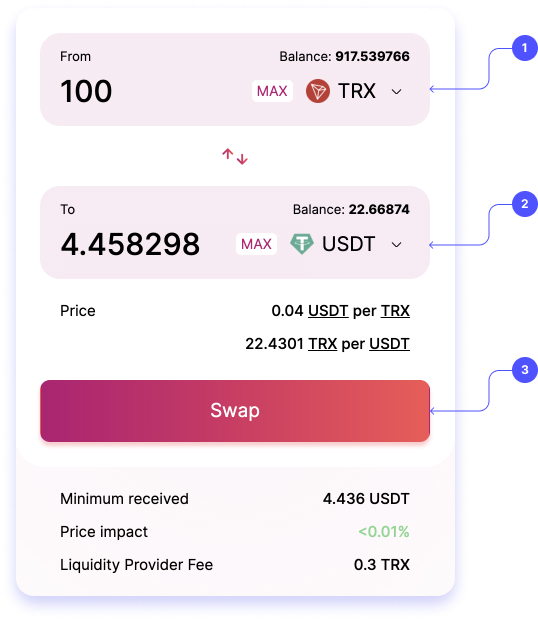 From Balance: 917.539766 1
100 MAX TRX
To Balance: 22.66874 2
4.458298 MAX USDT
Price 0.04 USDT per TRX
22.4301 TRX per USDT
3
Swap
Minimum received 4.436 USDT
Price impact <0.01%
Liquidity Provider Fee 0.3 TRX